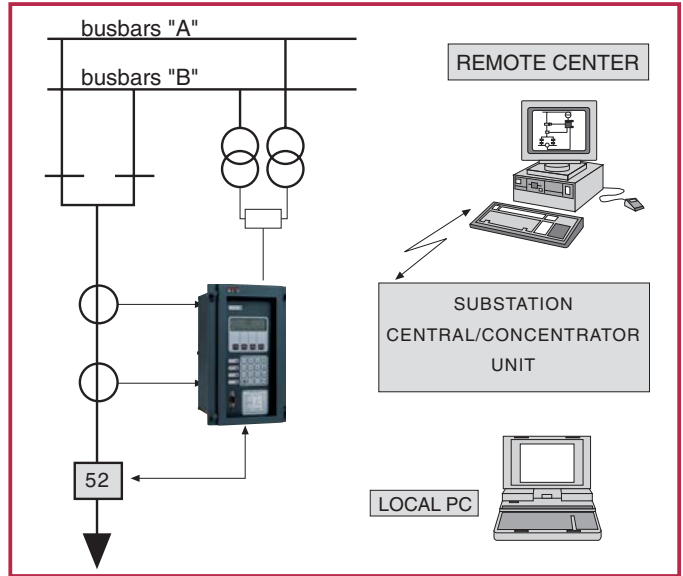 busbars "A"
busbars "B"
REMOTE CENTER
SUBSTATION
CENTRAL/CONCENTRATOR
UNIT
52
LOCAL PC